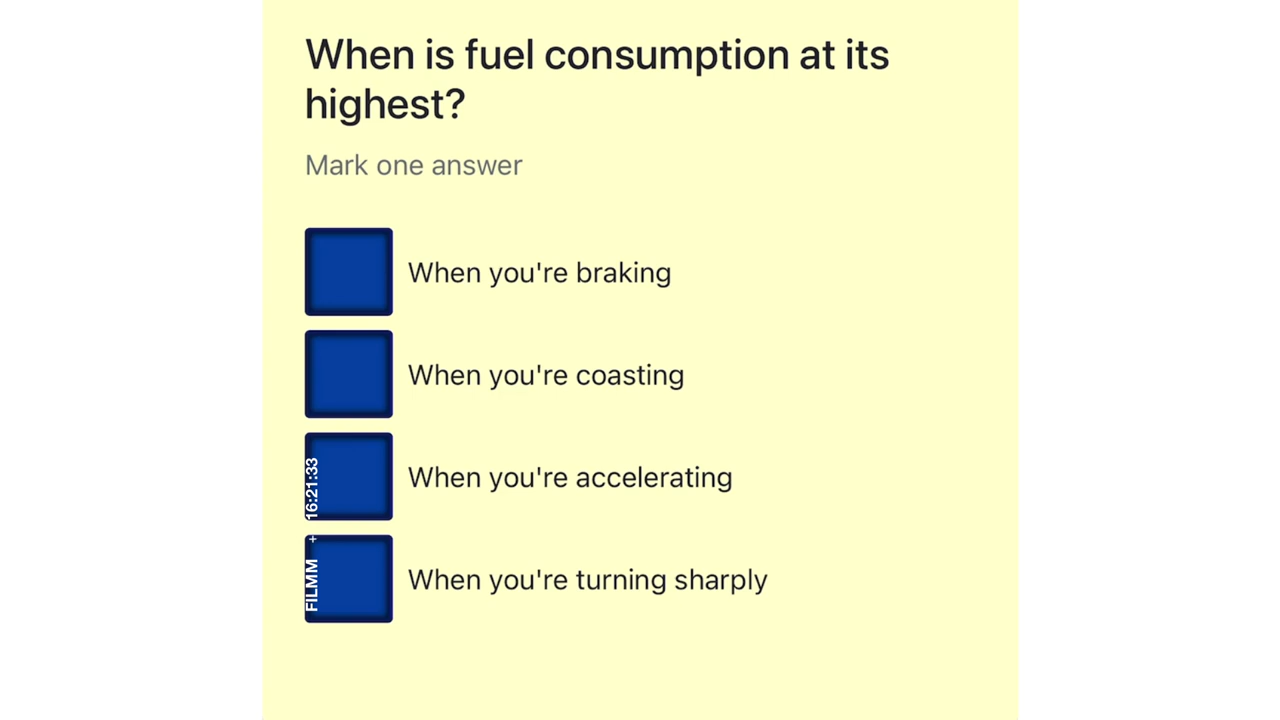 When is fuel consumption at its
highest?
Mark one answer
When you're braking
When you're coasting
When you're accelerating
When you're turning sharply
FILMM + 16:21:33